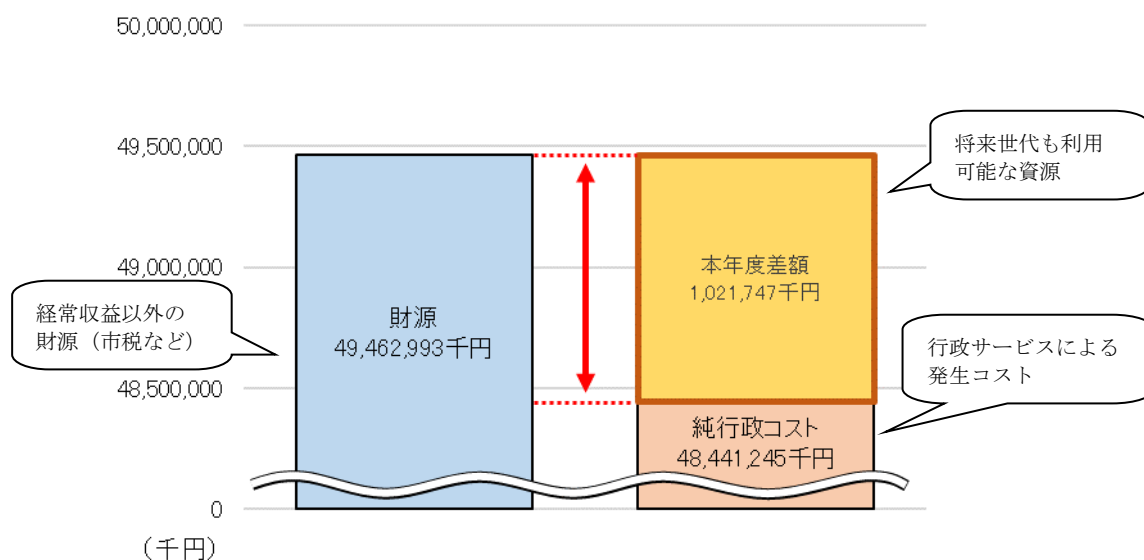 50,000,000
49,500,000
49,000,000
48,500,000
0
（千円）
経常収益以外の
財源（市税など）
財源
49,462,993千円
本年度差額
1,021,747千円
純行政コスト
48,441,245千円
将来世代も利用
可能な資源
行政サービスによる
発生コスト